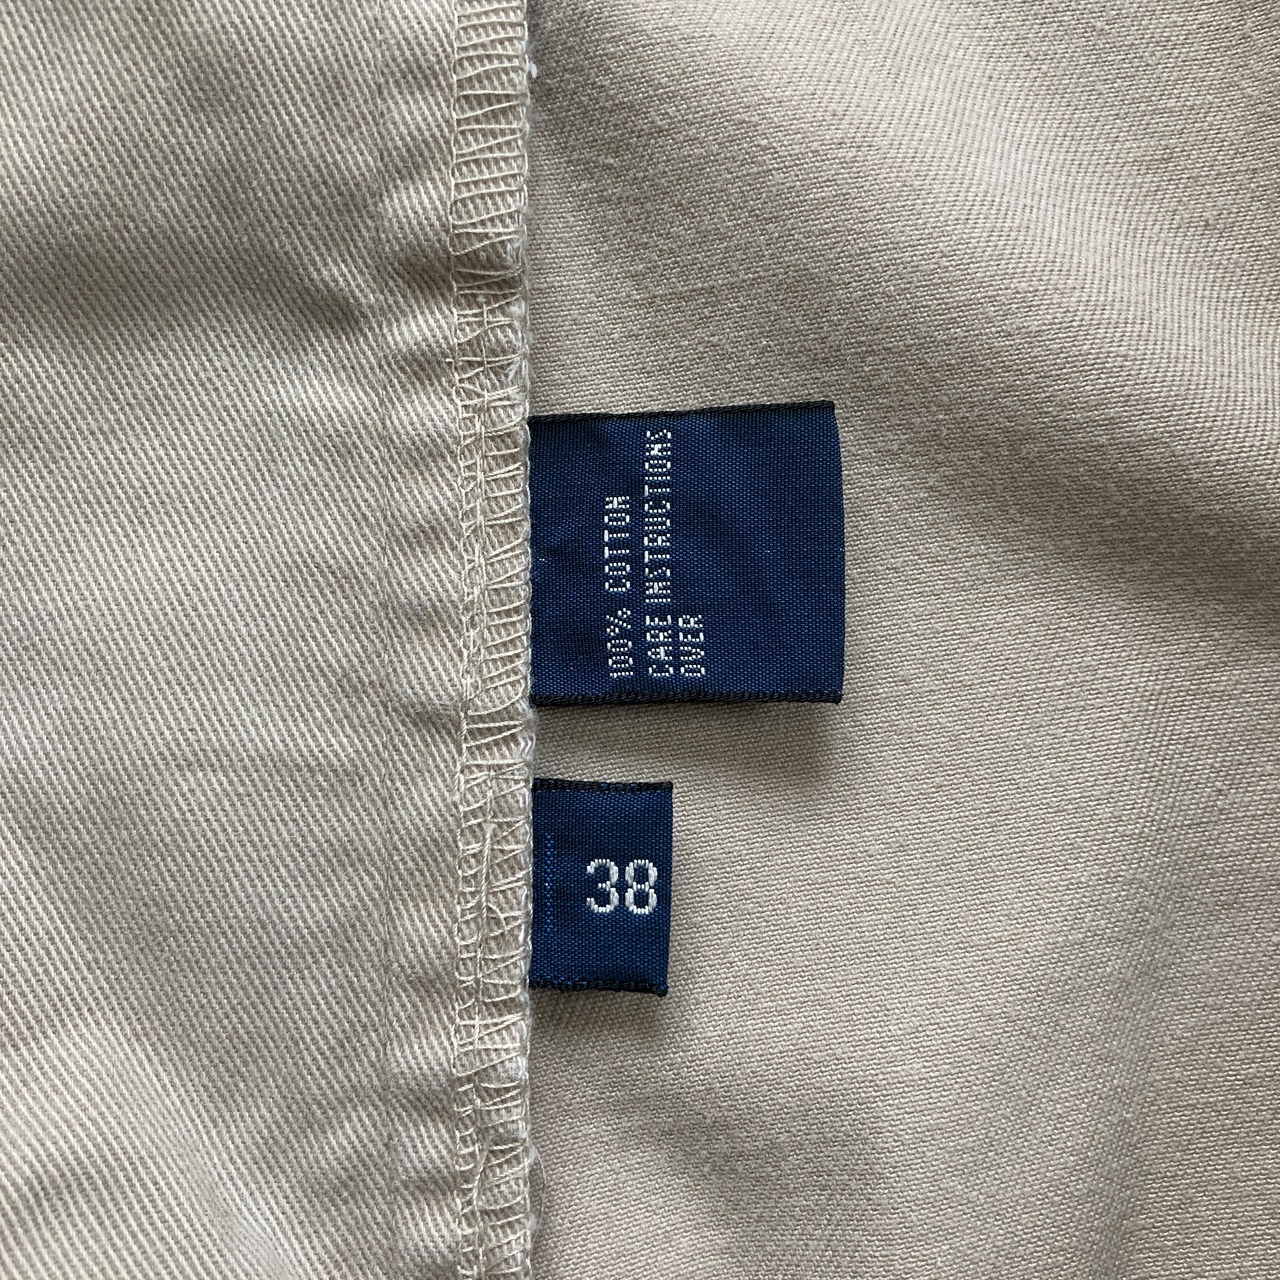 100% COTTON
CARE INSTRUCTIONS
OVER
38